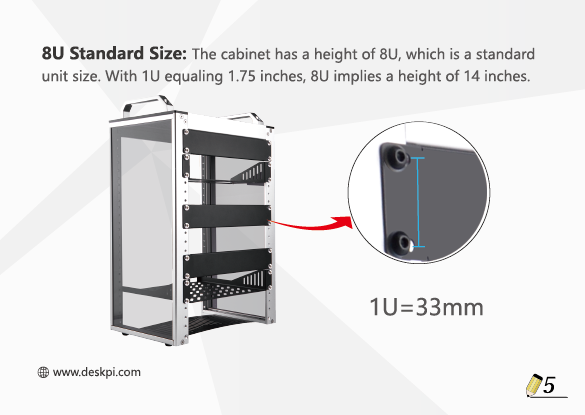 8U Standard Size: The cabinet has a height of 8U, which is a standard
unit size. With 1U equaling 1.75 inches, 8U implies a height of 14 inches.
1U=33mm
www.deskpi.com
5